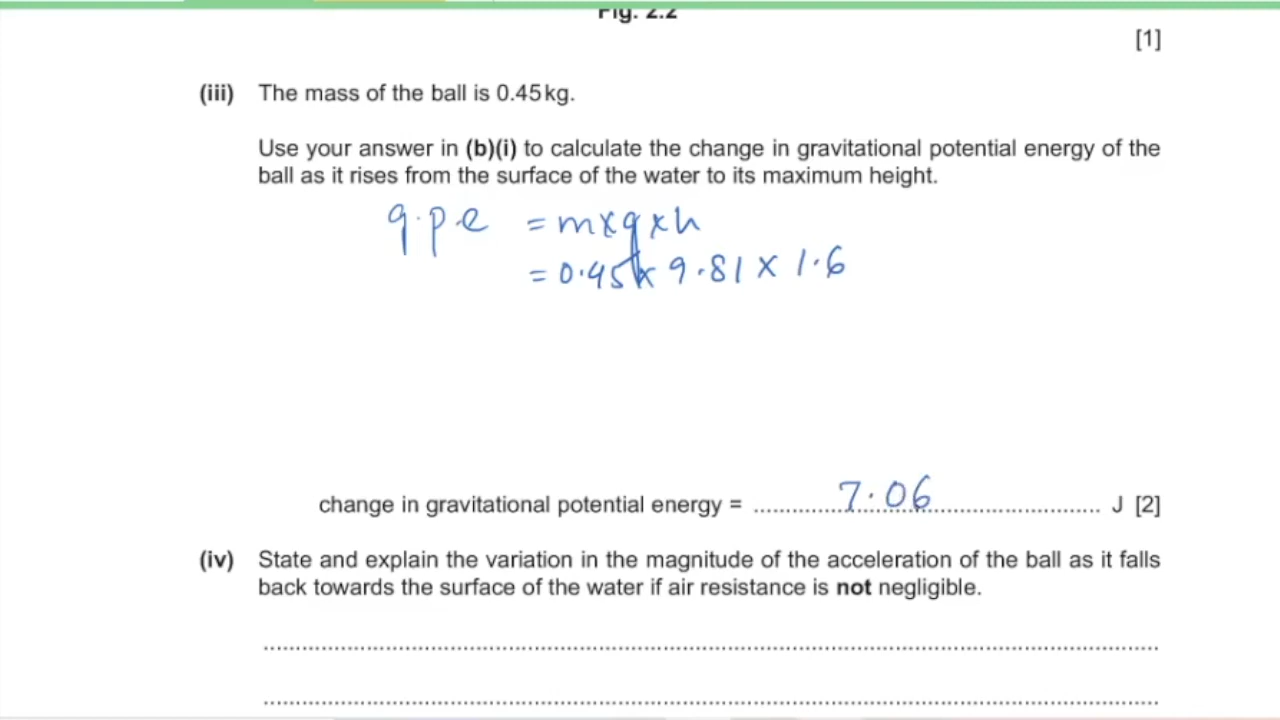 Fig. 2.2
[1]
(iii) The mass of the ball is 0.45 kg.
Use your answer in (b)(i) to calculate the change in gravitational potential energy of the
ball as it rises from the surface of the water to its maximum height.
g.p.e = m x g x h
= 0.45 x 9.81 x 1.6
change in gravitational potential energy = ........ 7.06 ........ J [2]
(iv) State and explain the variation in the magnitude of the acceleration of the ball as it falls
back towards the surface of the water if air resistance is not negligible.